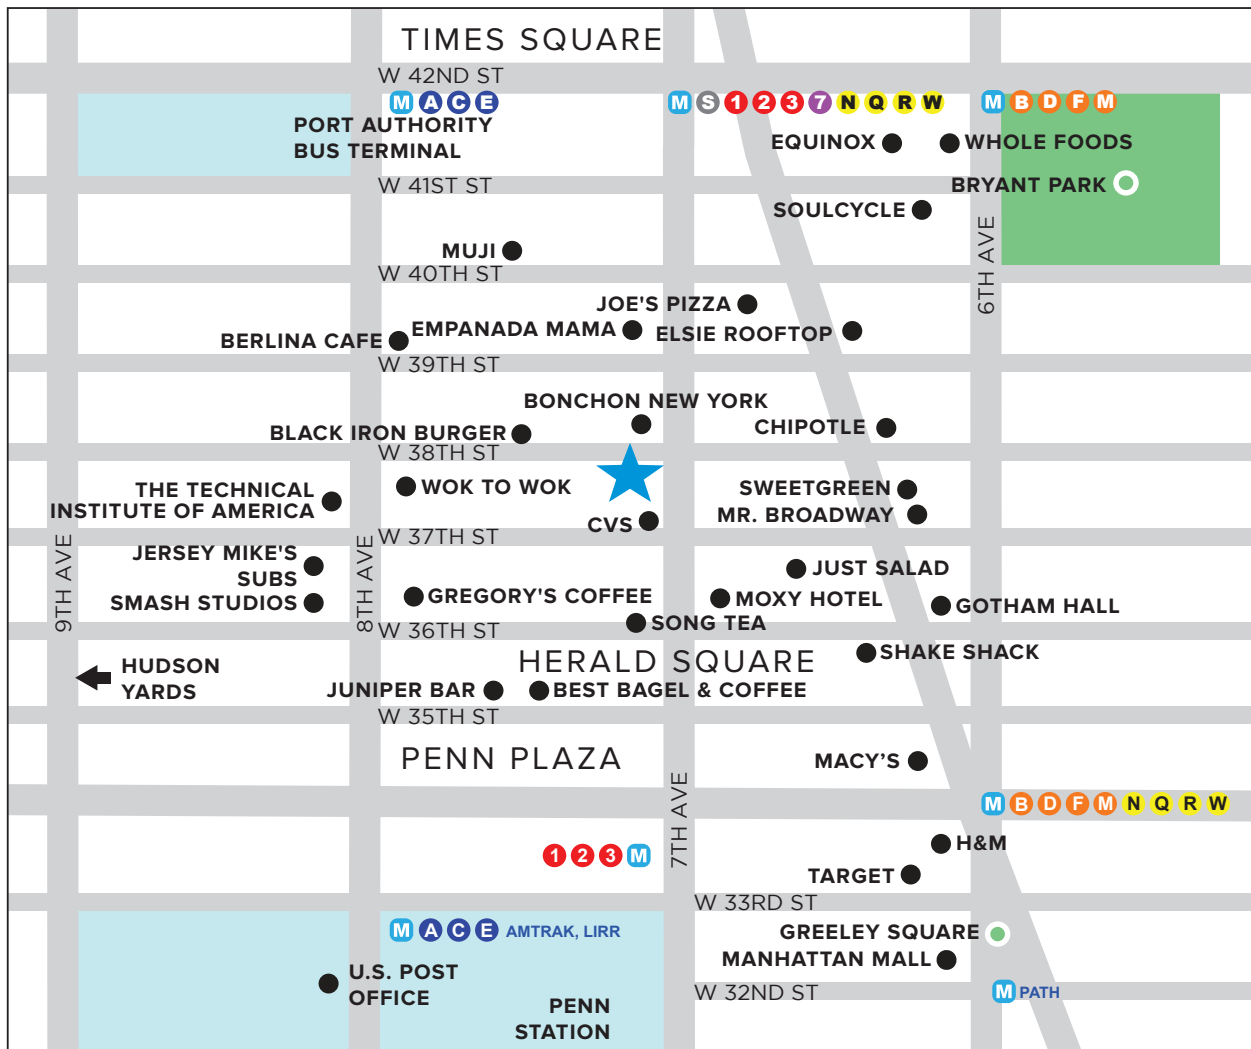 TIMES SQUARE
W 42ND ST
M A C E
M S 1 2 3 7 N Q R W
M B D F M
PORT AUTHORITY
BUS TERMINAL
EQUINOX
WHOLE FOODS
W 41ST ST
BRYANT PARK
SOULCYCLE
6TH AVE
MUJI
W 40TH ST
JOE'S PIZZA
EMPANADA MAMA
ELSIE ROOFTOP
BERLINA CAFE
W 39TH ST
BONCHON NEW YORK
BLACK IRON BURGER
CHIPOTLE
W 38TH ST
THE TECHNICAL
INSTITUTE OF AMERICA
WOK TO WOK
SWEETGREEN
MR. BROADWAY
CVS
W 37TH ST
9TH AVE
8TH AVE
JERSEY MIKE'S
SUBS
JUST SALAD
SMASH STUDIOS
GREGORY'S COFFEE
MOXY HOTEL
GOTHAM HALL
SONG TEA
W 36TH ST
HERALD SQUARE
SHAKE SHACK
HUDSON
YARDS
JUNIPER BAR
BEST BAGEL & COFFEE
W 35TH ST
PENN PLAZA
MACY’S
7TH AVE
M B D F M N Q R W
1 2 3 M
H&M
TARGET
W 33RD ST
M A C E AMTRAK, LIRR
GREELEY SQUARE
MANHATTAN MALL
U.S. POST
OFFICE
W 32ND ST
M PATH
PENN
STATION